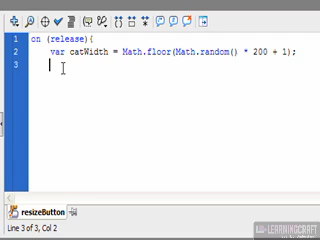 1 on (release){
2 var catWidth = Math.floor(Math.random() * 200 + 1);
3
resizeButton
Line 3 of 3, Col 2
LEARNINGCRAFT